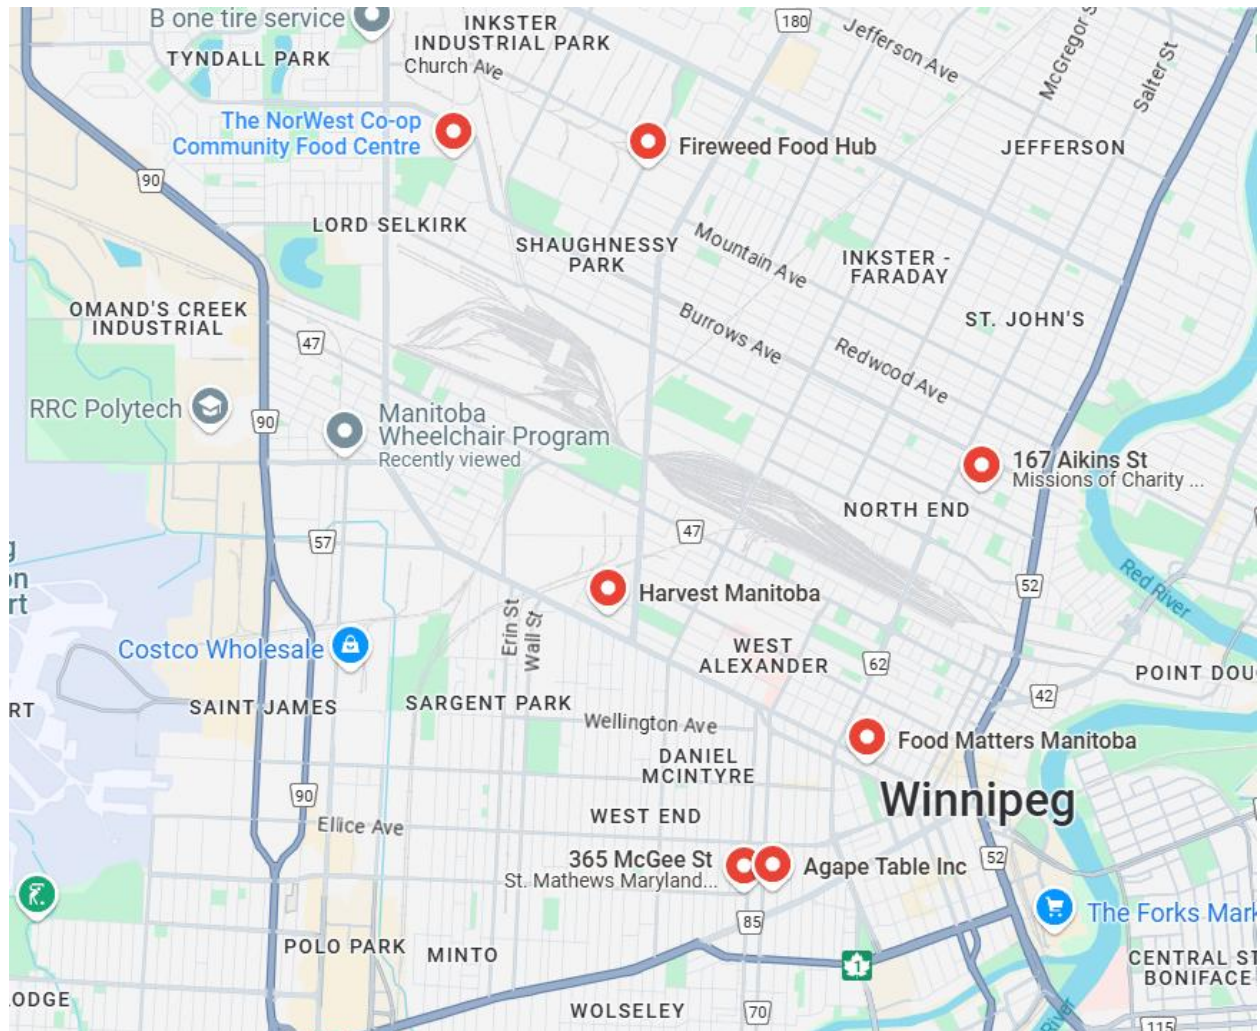 B one tire service
INKSTER
INDUSTRIAL PARK
180
Jefferson Ave
McGregor S
Salter St
TYNDALL PARK
Church Ave
The NorWest Co-op
Community Food Centre
Fireweed Food Hub
JEFFERSON
90
LORD SELKIRK
SHAUGHNESSY
PARK
Mountain Ave
INKSTER -
FARADAY
OMAND'S CREEK
INDUSTRIAL
47
Burrows Ave
Redwood Ave
ST. JOHN'S
RRC Polytech
90
Manitoba
Wheelchair Program
Recently viewed
167 Aikins St
Missions of Charity ...
NORTH END
57
47
g
on
rt
Harvest Manitoba
52
Red River
Erin St
Wall St
Costco Wholesale
WEST
ALEXANDER
62
POINT DOU
42
RT
SAINT JAMES
SARGENT PARK
Wellington Ave
Food Matters Manitoba
DANIEL
MCINTYRE
90
Winnipeg
WEST END
Ellice Ave
365 McGee St
St. Mathews Maryland...
Agape Table Inc
52
85
The Forks Mark
POLO PARK
MINTO
1
CENTRAL ST
BONIFACE
LODGE
WOLSELEY
70
River
115